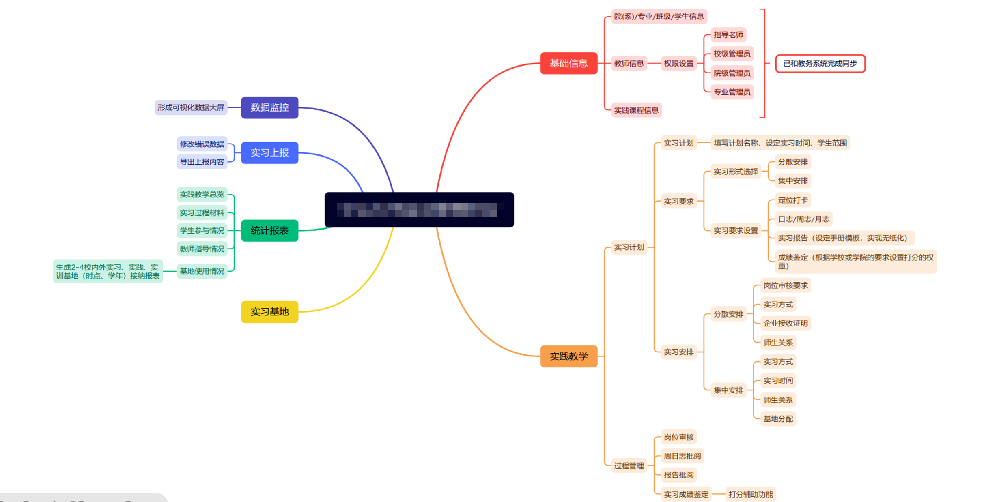 基础信息
院(系)/专业/班级/学生信息
教师信息
权限设置
指导老师
校级管理员
院级管理员
专业管理员
实践课程信息
已和教务系统完成同步
实践教学
实习计划
实习计划
填写计划名称、设定实习时间、学生范围
实习要求
实习形式选择
分散安排
集中安排
实习要求设置
定位打卡
日志/周志/月志
实习报告（设定手册模板，实现无纸化）
成绩鉴定（根据学校或学院的要求设置打分的权
重）
实习安排
分散安排
岗位审核要求
实习方式
企业接收证明
师生关系
集中安排
实习方式
实习时间
师生关系
基地分配
过程管理
岗位审核
周日志批阅
报告批阅
实习成绩鉴定
打分辅助功能
数据监控
形成可视化数据大屏
实习上报
修改错误数据
导出上报内容
统计报表
实践教学总览
实习过程材料
学生参与情况
教师指导情况
基地使用情况
生成2-4校内外实习、实践、实
训基地（时点、学年）接纳报表
实习基地